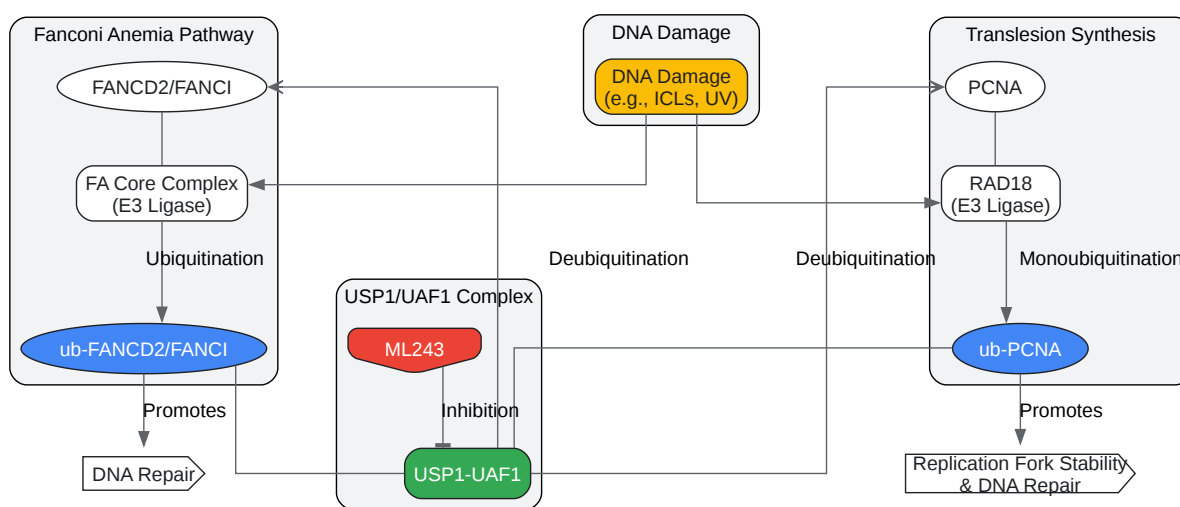 Fanconi Anemia Pathway
DNA Damage
Translesion Synthesis
FANCD2/FANCI
DNA Damage
(e.g., ICLs, UV)
PCNA
FA Core Complex
(E3 Ligase)
RAD18
(E3 Ligase)
Ubiquitination
Deubiquitination
Deubiquitination
Monoubiquitination
USP1/UAF1 Complex
ub-FANCD2/FANCI
ML243
ub-PCNA
Promotes
Inhibition
Promotes
DNA Repair
USP1-UAF1
Replication Fork Stability
& DNA Repair